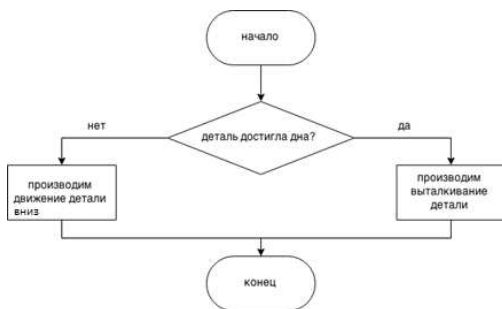 начало
деталь достигла дна?
нет
да
производим
движение детали
вниз
производим
выталкивание
детали
конец